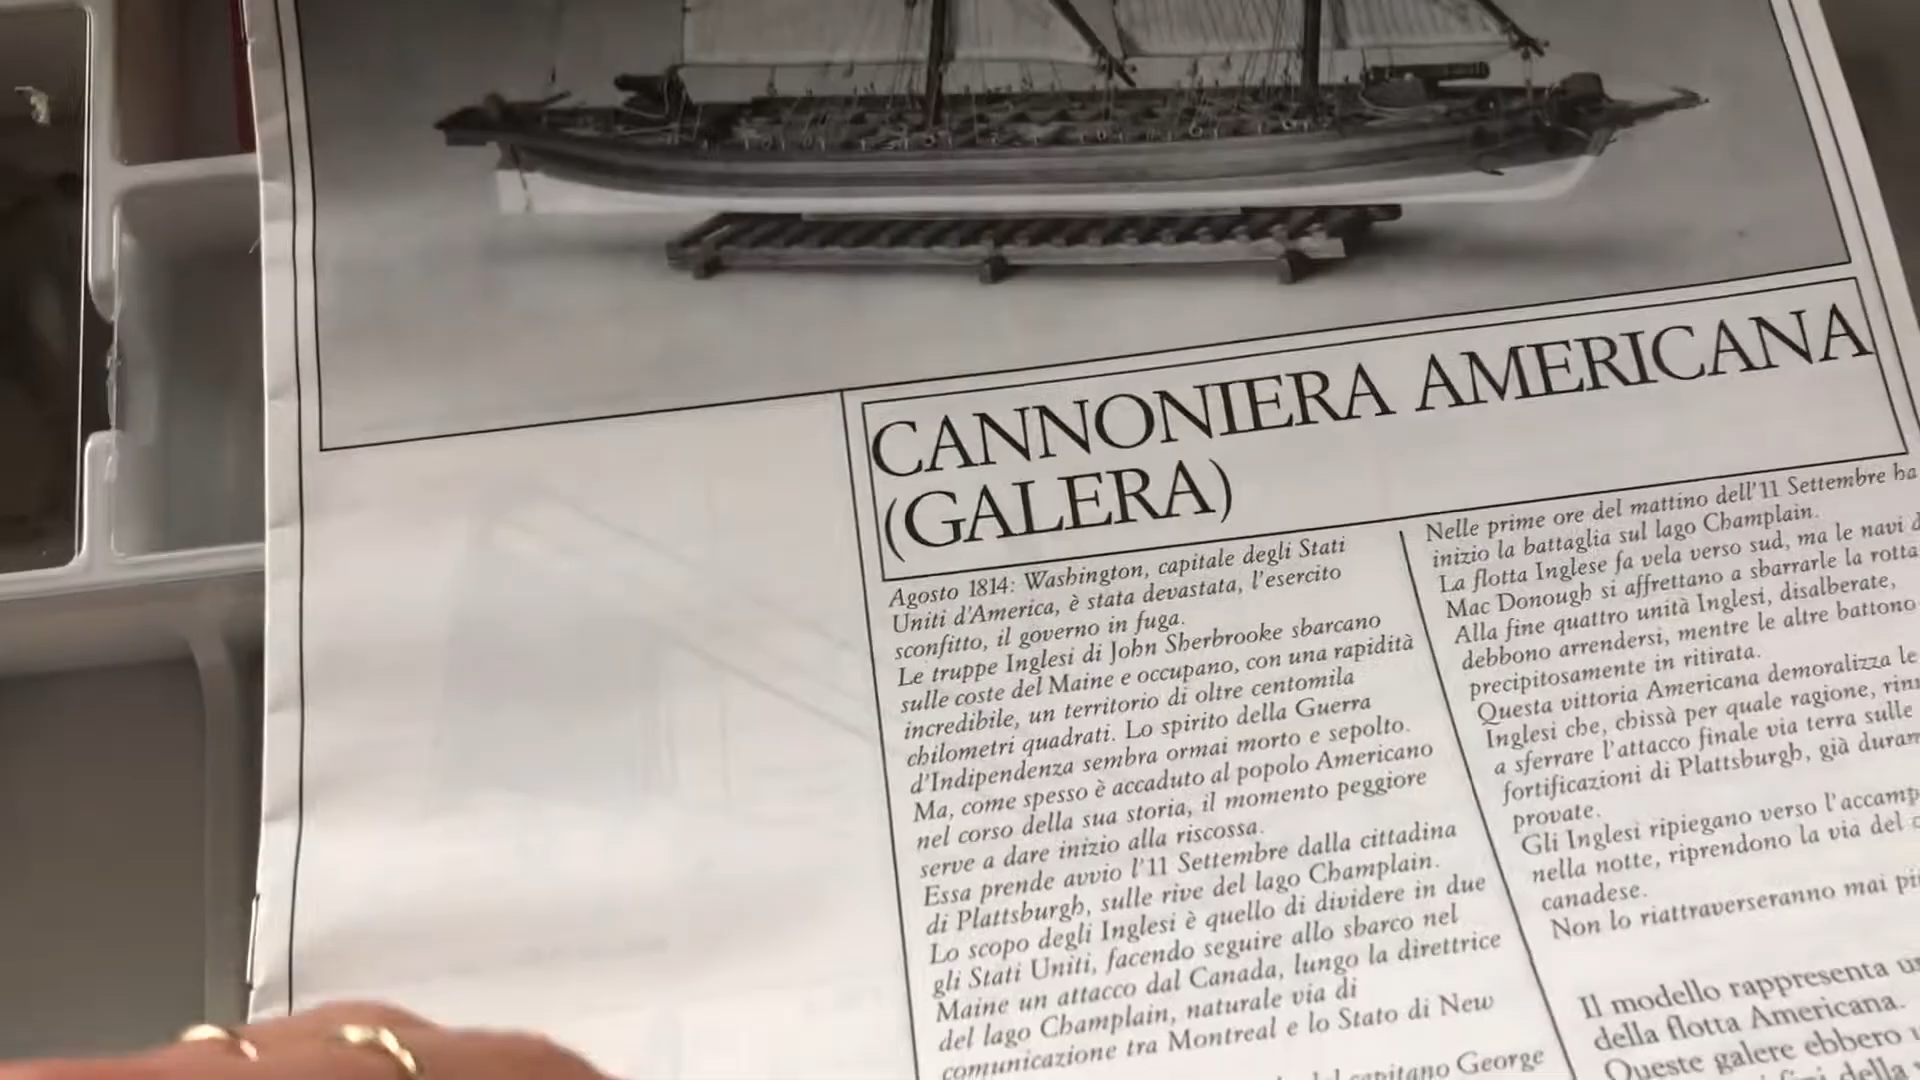 CANNONIERA AMERICANA
(GALERA)
Agosto 1814: Washington, capitale degli Stati
Uniti d'America, è stata devastata, l'esercito
sconfitto, il governo in fuga.
Le truppe Inglesi di John Sherbrooke sbarcano
sulle coste del Maine e occupano, con una rapidità
incredibile, un territorio di oltre centomila
chilometri quadrati. Lo spirito della Guerra
d'Indipendenza sembra ormai morto e sepolto.
Ma, come spesso è accaduto al popolo Americano
nel corso della sua storia, il momento peggiore
serve a dare inizio alla riscossa.
Essa prende avvio l'11 Settembre dalla cittadina
di Plattsburgh, sulle rive del lago Champlain.
Lo scopo degli Inglesi è quello di dividere in due
gli Stati Uniti, facendo seguire allo sbarco nel
Maine un attacco dal Canada, lungo la direttrice
del lago Champlain, naturale via di
comunicazione tra Montreal e lo Stato di New
capitano George
Nelle prime ore del mattino dell'11 Settembre ha
inizio la battaglia sul lago Champlain.
La flotta Inglese fa vela verso sud, ma le navi
Mac Donough si affrettano a sbarrarle la rotta
Alla fine quattro unità Inglesi, disalberate,
debbono arrendersi, mentre le altre battono
precipitosamente in ritirata.
Questa vittoria Americana demoralizza le
Inglesi che, chissà per quale ragione,
a sferrare l'attacco finale via terra sulle
fortificazioni di Plattsburgh, già
provate.
Gli Inglesi ripiegano verso
nella notte, riprendono la via del
canadese.
Non lo riattraverseranno mai
Il modello rappresenta
della flotta Americana.
Queste galere ebbero
della